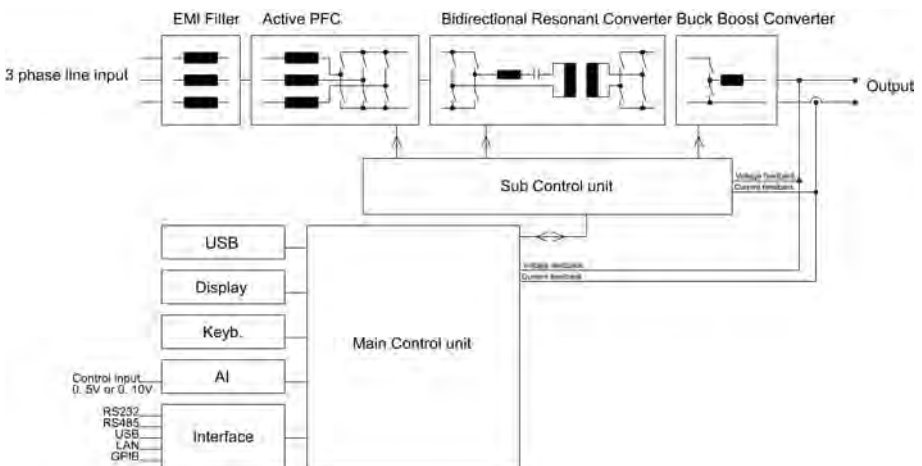 EMI Filter
Active PFC
Bidirectional Resonant Converter
Buck Boost Converter
3 phase line input
Output
Sub Control unit
Voltage feedback
Current feedback
USB
Display
Keyb.
AI
Interface
Main Control unit
Voltage feedback
Current feedback
Control input
0. 5V or 0. 10V
RS232
RS485
USB
LAN
GPIB